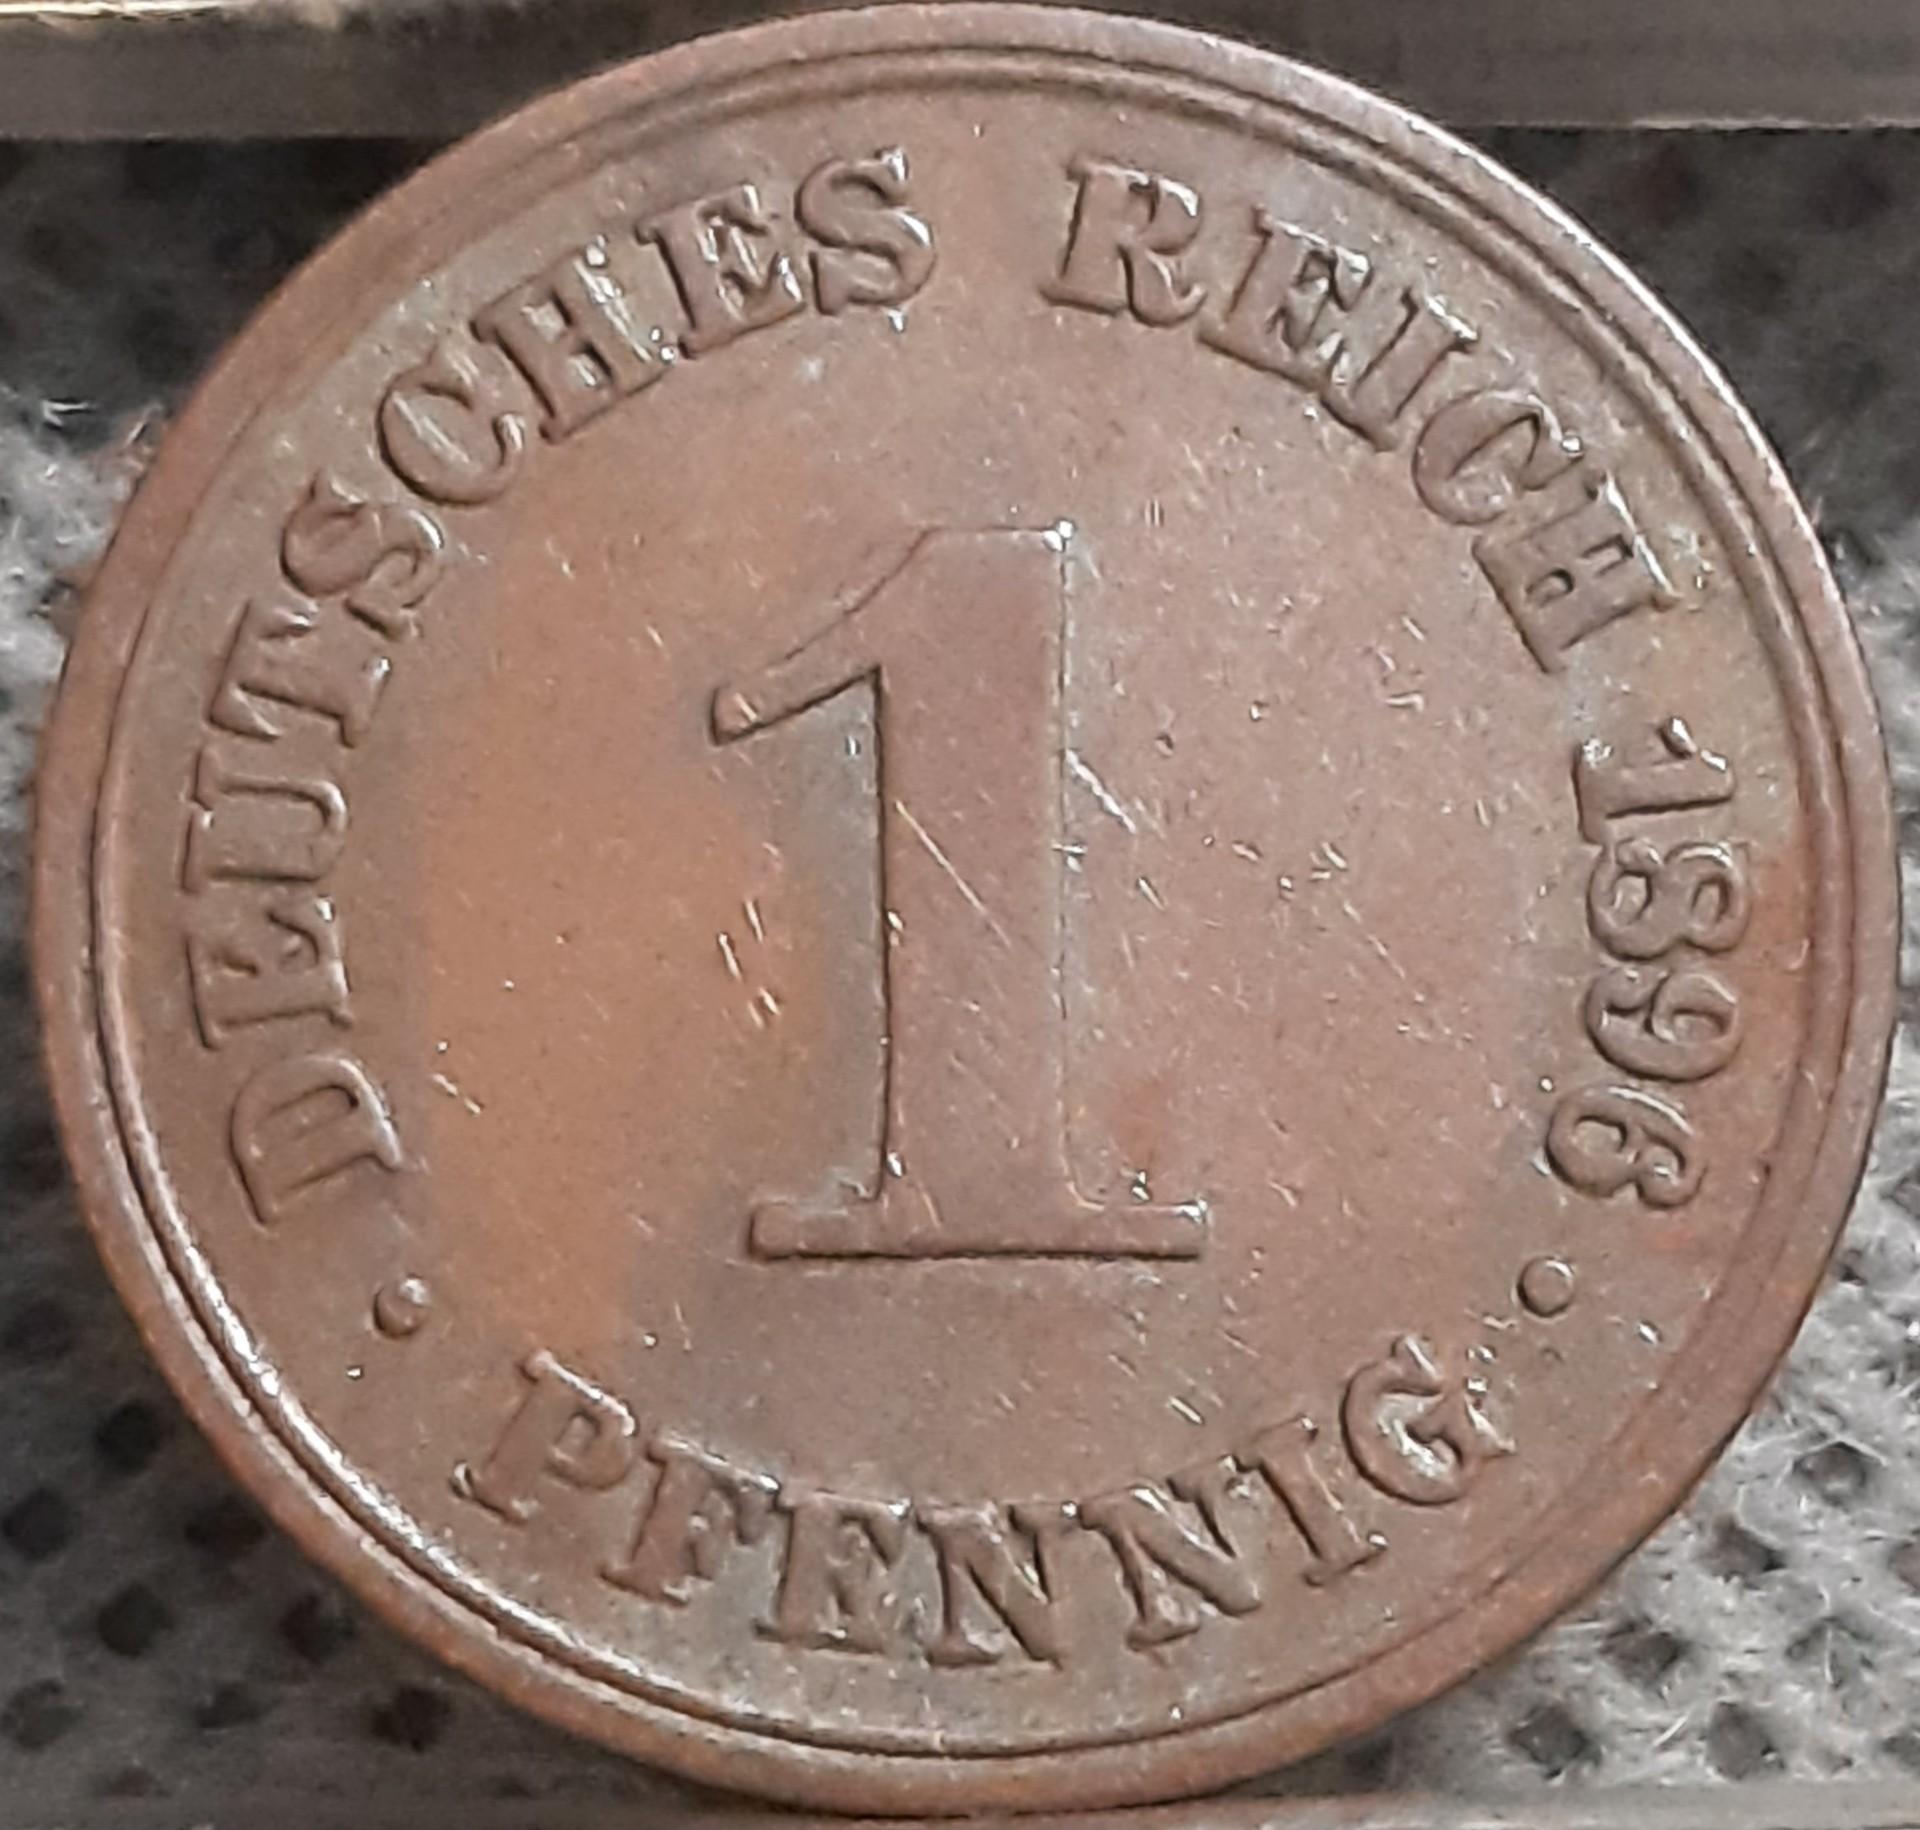 DEUTSCHES REICH 1896
1
· PFENNIG ·